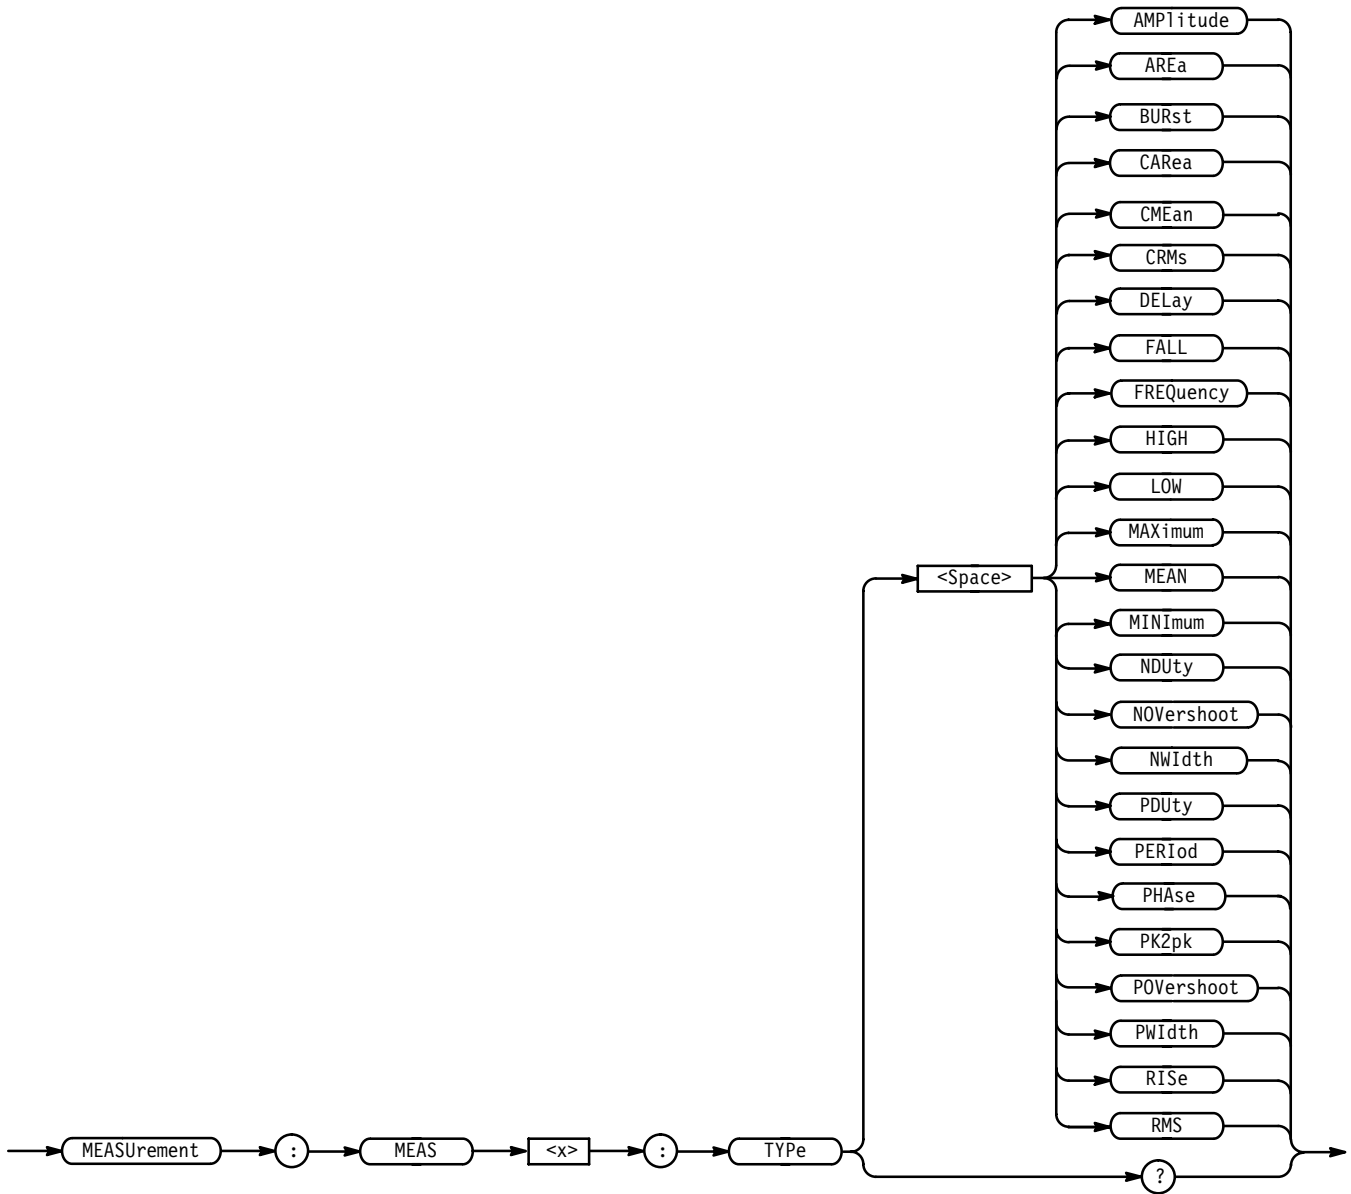 AMPlitude
AREa
BURst
CARea
CMEan
CRMs
DELay
FALL
FREQuency
HIGH
LOW
MAXimum
<Space> MEAN
MINImum
NDUty
NOVershoot
NWIdth
PDUty
PERIod
PHAse
PK2pk
POVershoot
PWIdth
RISe
RMS
MEASUrement : MEAS <x> : TYPe
?